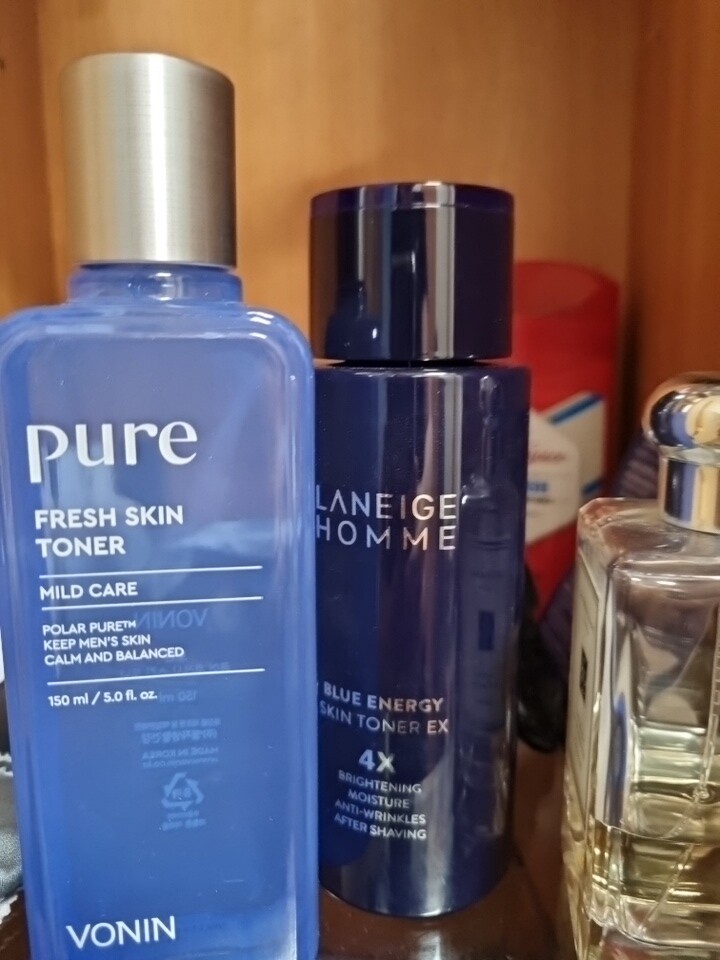 pure
FRESH SKIN
TONER
MILD CARE
POLAR PURE™
KEEP MEN'S SKIN
CALM AND BALANCED
150 ml / 5.0 fl. oz.
VONIN
LANEIGE
HOMME
BLUE ENERGY
SKIN TONER EX
4X
BRIGHTENING
MOISTURE
ANTI-WRINKLES
AFTER SHAVING